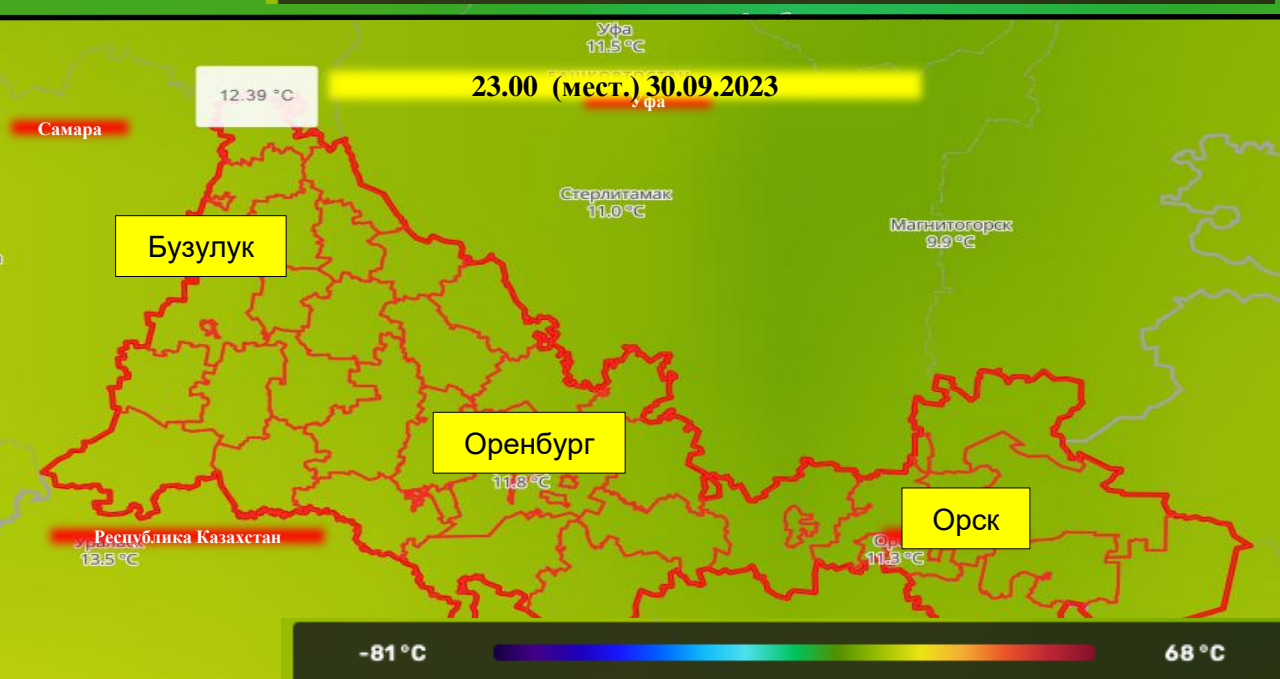 Уфа
11.5 °C
12.39 °C
23.00 (мест.) 30.09.2023
Уфа
Самара
Стерлитамак
11.0 °C
Магнитогорск
9.9 °C
Бузулук
Оренбург
11.8 °C
Орск
Республика Казахстан
13.5 °C
11.3 °C
-81°C
68°C